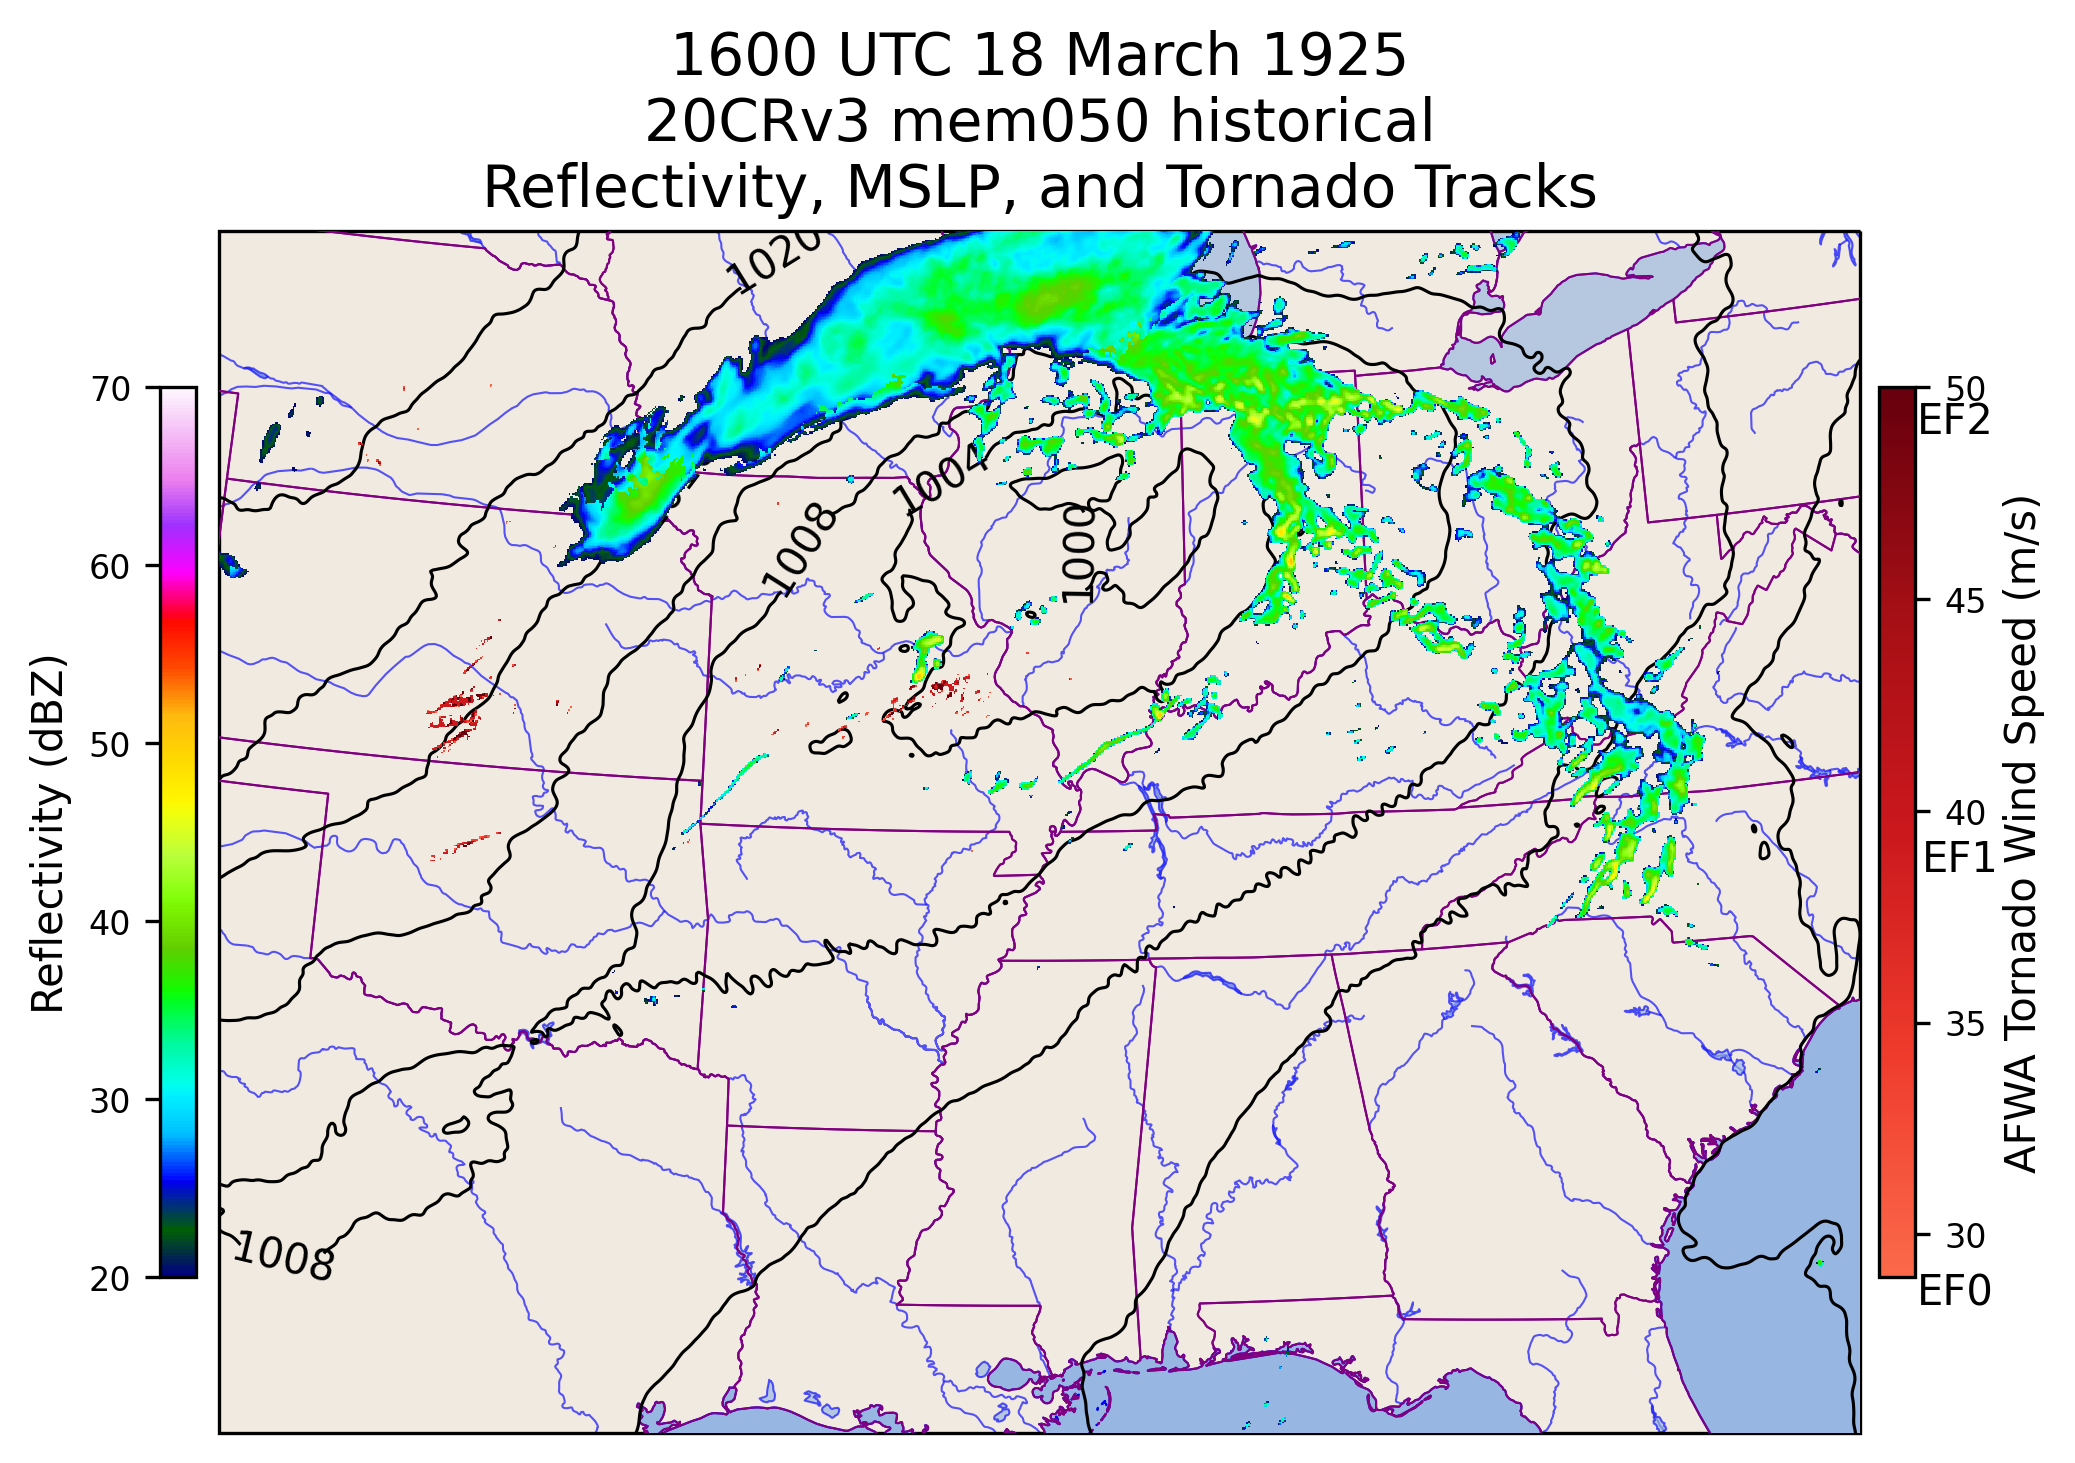 1600 UTC 18 March 1925
20CRv3 mem050 historical
Reflectivity, MSLP, and Tornado Tracks
1020
1004
1008
1000
1008
70
60
50
40
30
20
Reflectivity (dBZ)
50
EF2
45
40
EF1
35
30
EF0
AFWA Tornado Wind Speed (m/s)